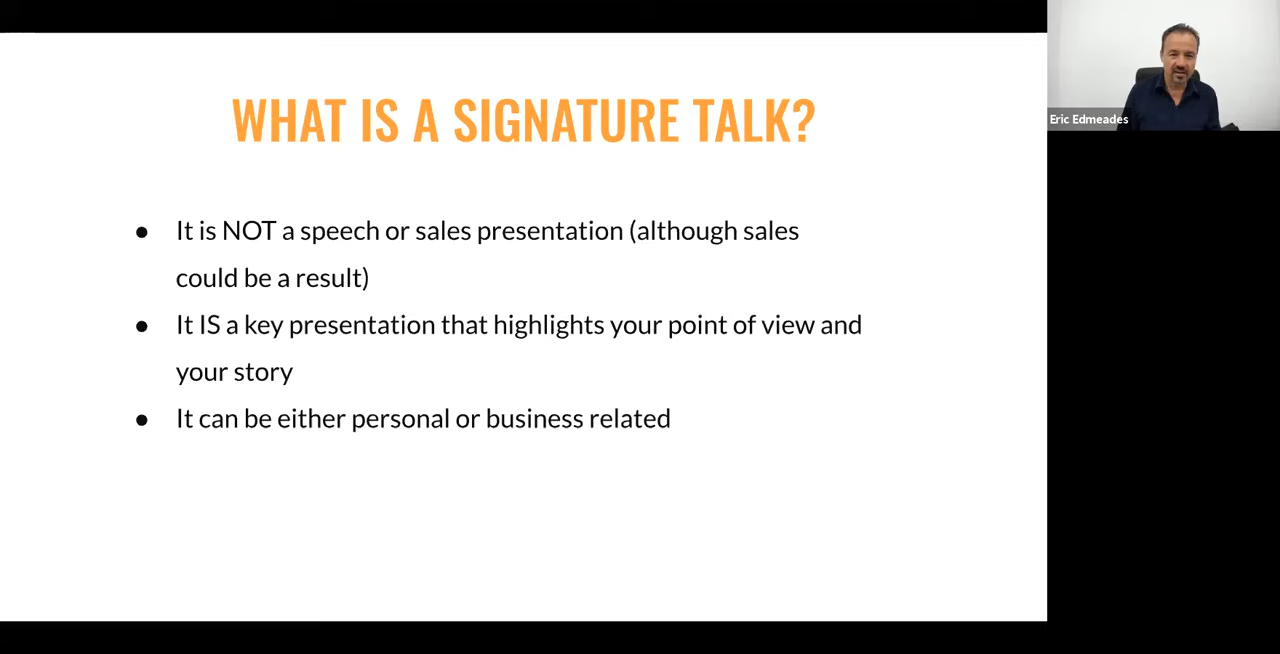 WHAT IS A SIGNATURE TALK?
● It is NOT a speech or sales presentation (although sales
could be a result)
● It IS a key presentation that highlights your point of view and
your story
● It can be either personal or business related
Eric Edmeades